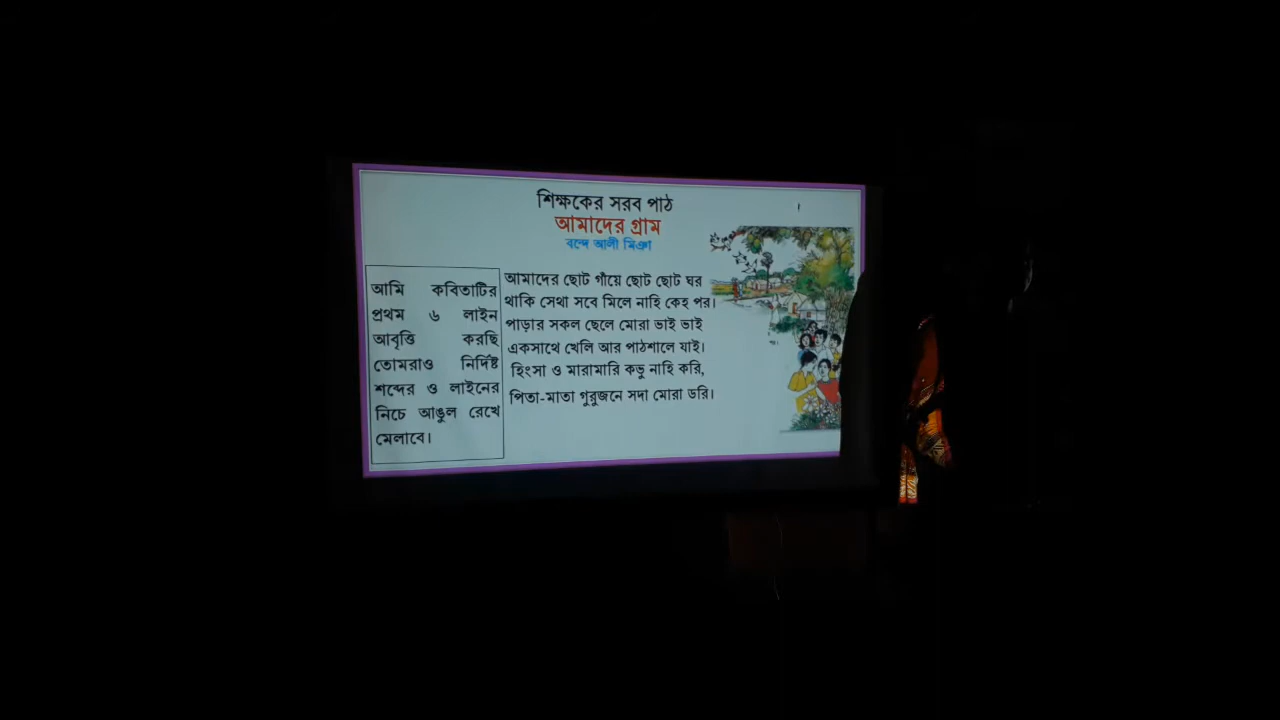 শিক্ষকের সরব পাঠ
আমাদের গ্রাম
বন্দে আলী মিঞা
আমি কবিতাটির
প্রথম ৬ লাইন
আবৃত্তি করছি
তোমরাও নির্দিষ্ট
শব্দের ও লাইনের
নিচে আঙুল রেখে
মেলাবে।
আমাদের ছোট গাঁয়ে ছোট ছোট ঘর
থাকি সেথা সবে মিলে নাহি কেহ পর।
পাড়ার সকল ছেলে মোরা ভাই ভাই
একসাথে খেলি আর পাঠশালে যাই।
হিংসা ও মারামারি কভু নাহি করি,
পিতা-মাতা গুরুজনে সদা মোরা ডরি।